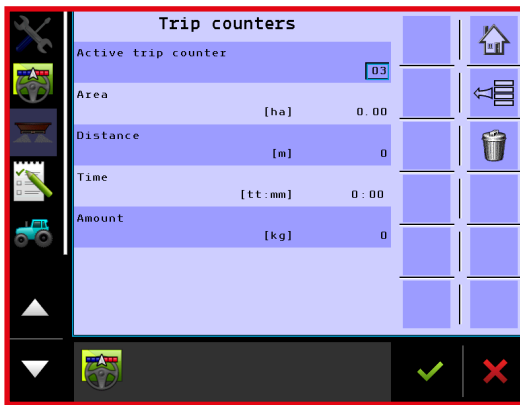 Trip counters
Active trip counter
03
Area
[ha] 0.00
Distance
[m] 0
Time
[tt:mm] 0:00
Amount
[kg] 0